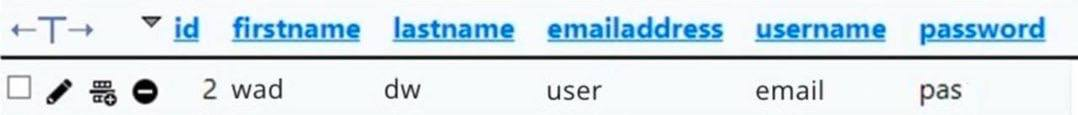 ←T→ id firstname lastname emailaddress username password
2 wad dw user email pas